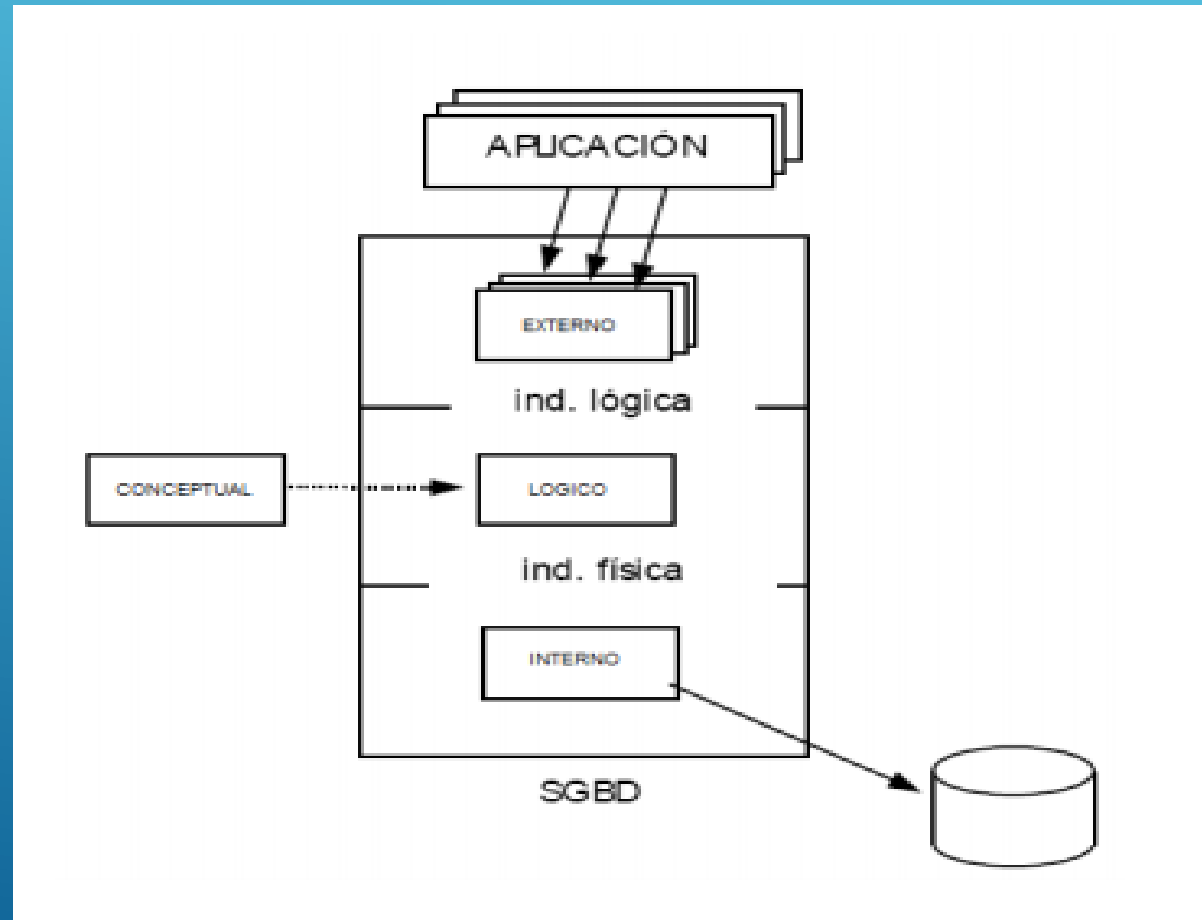 APLICACIÓN
EXTERNO
ind. lógica
CONCEPTUAL
LOGICO
ind. física
INTERNO
SGBD